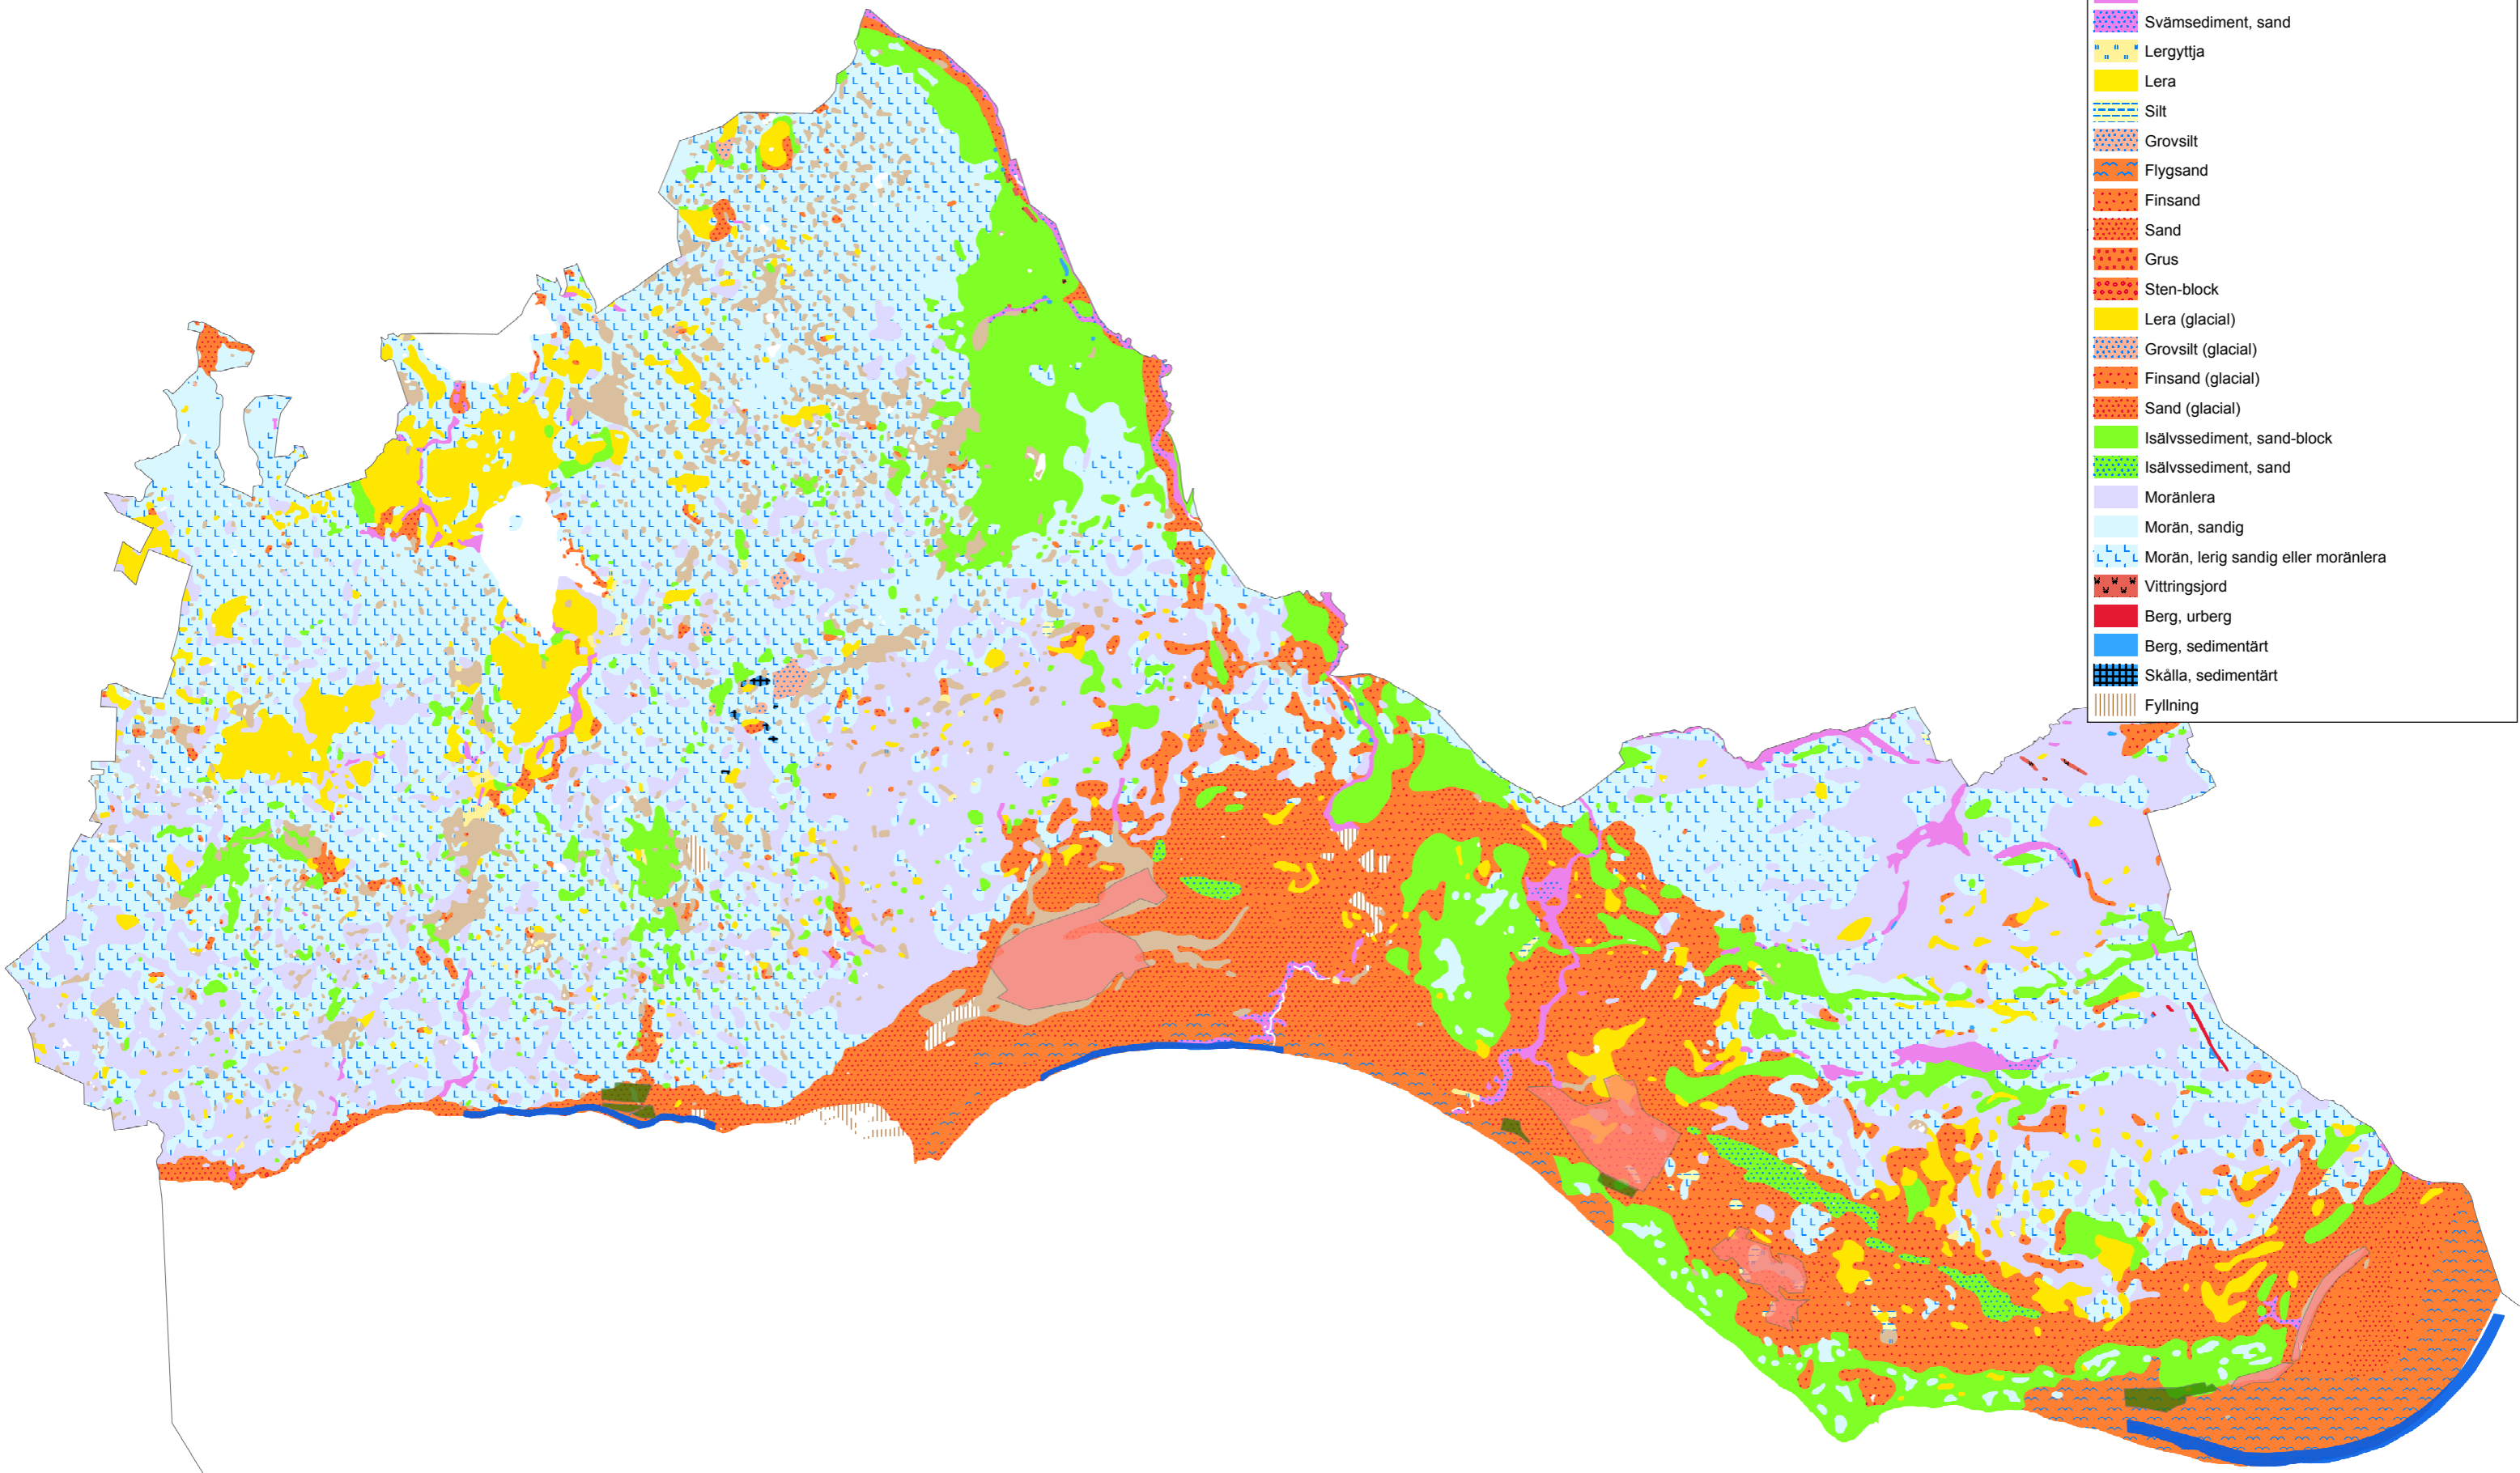 Svämsediment, sand
Lergyttja
Lera
Silt
Grovsilt
Flygsand
Finsand
Sand
Grus
Sten-block
Lera (glacial)
Grovsilt (glacial)
Finsand (glacial)
Sand (glacial)
Isälvssediment, sand-block
Isälvssediment, sand
Moränlera
Morän, sandig
Morän, lerig sandig eller moränlera
Vittringsjord
Berg, urberg
Berg, sedimentärt
Skålla, sedimentärt
Fyllning